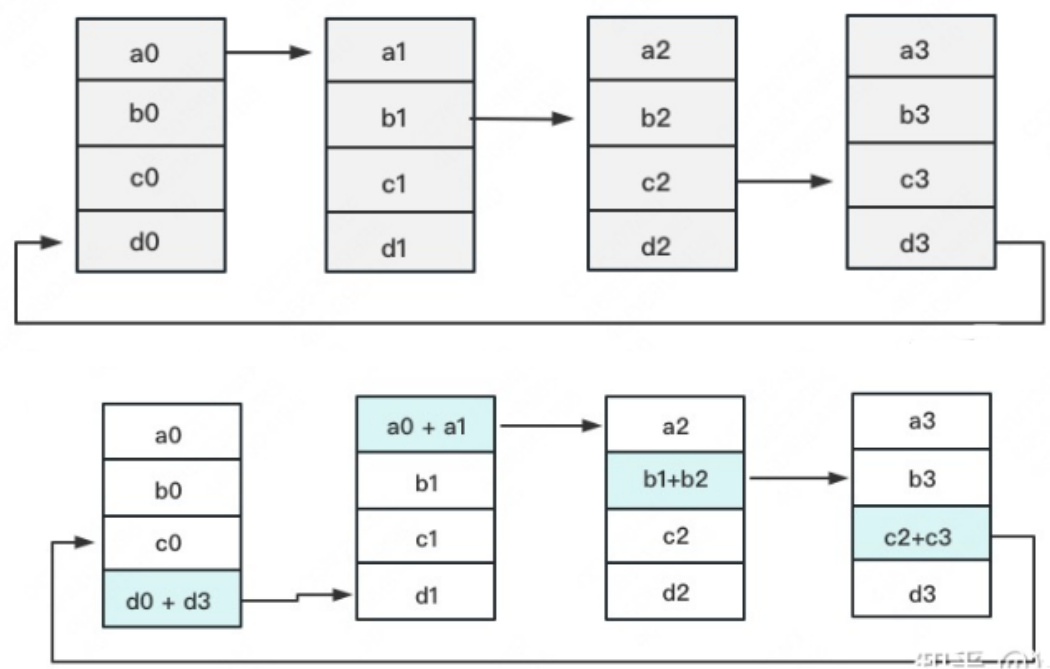 a0 a1 a2 a3
b0 b1 b2 b3
c0 c1 c2 c3
d0 d1 d2 d3
a0 a0 + a1 a2 a3
b0 b1 b1+b2 b3
c0 c1 c2 c2+c3
d0 + d3 d1 d2 d3